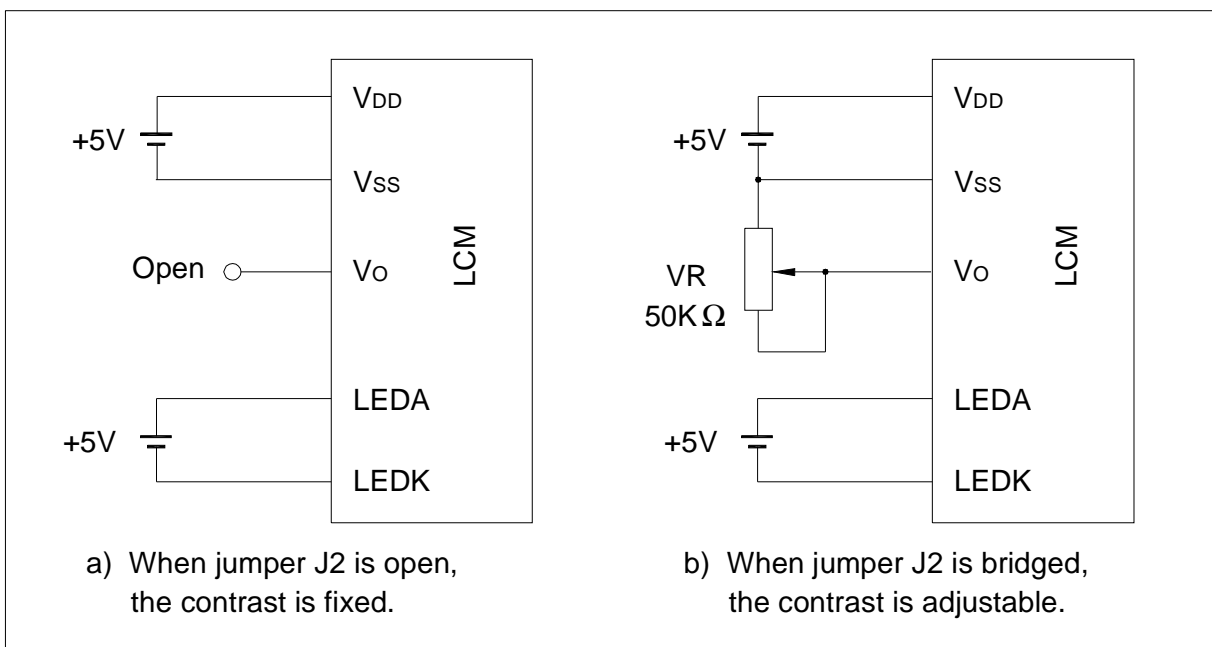 VDD
+5V
VSS
Open
VO
LCM
LEDA
+5V
LEDK
a) When jumper J2 is open,
the contrast is fixed.
VDD
+5V
VSS
VR
50KΩ
VO
LCM
LEDA
+5V
LEDK
b) When jumper J2 is bridged,
the contrast is adjustable.